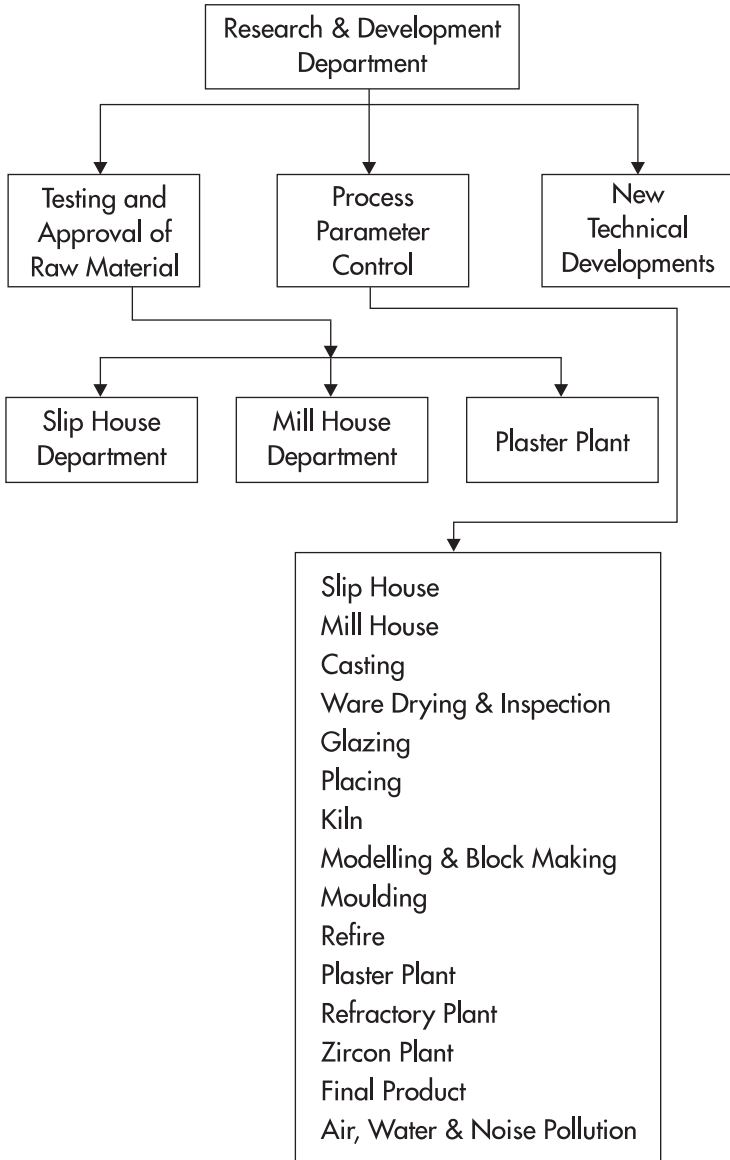 Research & Development
Department
Testing and
Approval of
Raw Material
Process
Parameter
Control
New
Technical
Developments
Slip House
Department
Mill House
Department
Plaster Plant
Slip House
Mill House
Casting
Ware Drying & Inspection
Glazing
Placing
Kiln
Modelling & Block Making
Moulding
Refire
Plaster Plant
Refractory Plant
Zircon Plant
Final Product
Air, Water & Noise Pollution